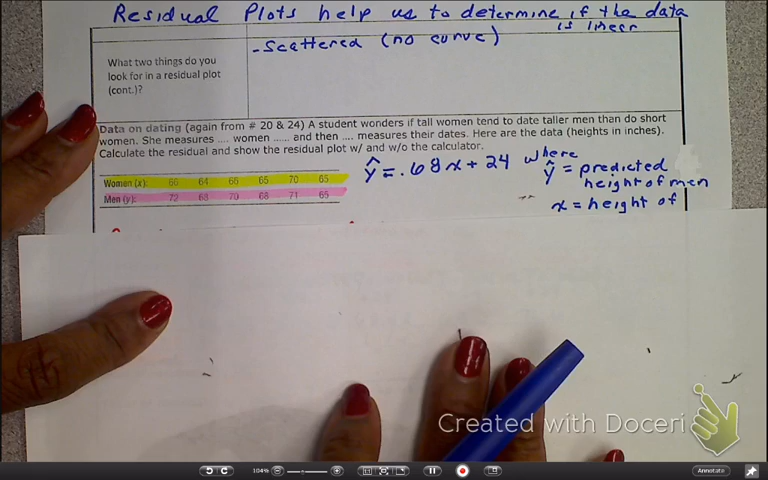 Residual Plots help us to determine if the data
is linear
- Scattered (no curve)
What two things do you
look for in a residual plot
(cont.)?
Data on dating (again from # 20 & 24) A student wonders if tall women tend to date taller men than do short
women. She measures .... women ...... and then .... measures their dates. Here are the data (heights in inches).
Calculate the residual and show the residual plot w/ and w/o the calculator.
ŷ = .68x + 24 where
ŷ = predicted
height of men
x = height of
Women (x): 66 64 66 65 70 65
Men (y): 72 68 70 68 71 65
Created with Doceri
104%
Annotate